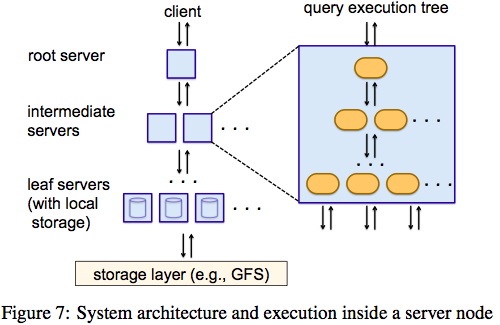 client
query execution tree
root server
intermediate
servers
. . .
. . .
. . .
. . .
leaf servers
(with local
storage)
. . .
. . .
storage layer (e.g., GFS)
Figure 7: System architecture and execution inside a server node